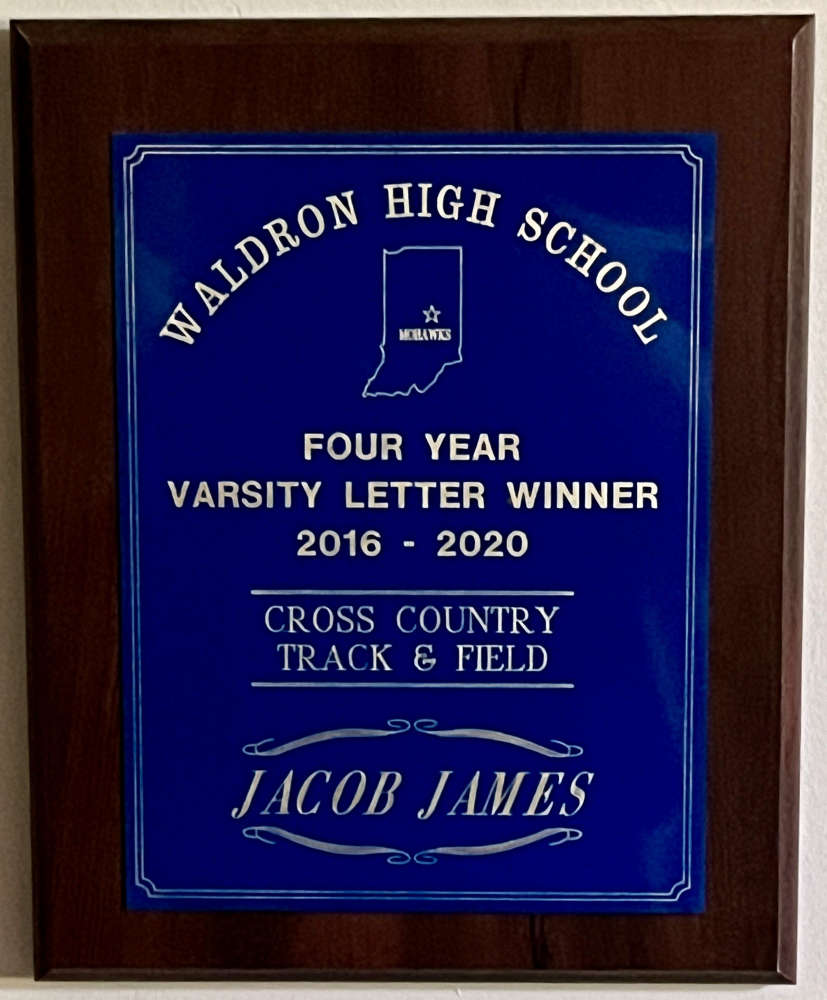 WALDRON HIGH SCHOOL
MOHAWKS
FOUR YEAR
VARSITY LETTER WINNER
2016 - 2020
CROSS COUNTRY
TRACK & FIELD
JACOB JAMES